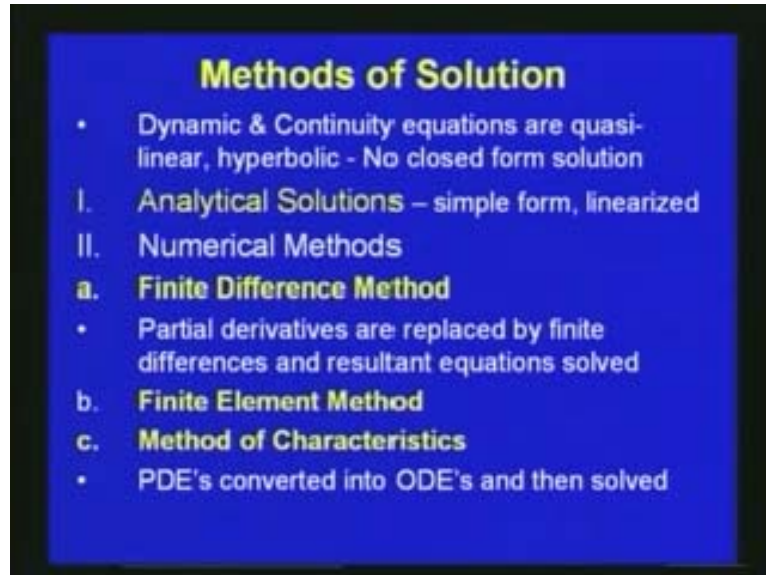 Methods of Solution
• Dynamic & Continuity equations are quasi-
linear, hyperbolic - No closed form solution
I. Analytical Solutions – simple form, linearized
II. Numerical Methods
a. Finite Difference Method
• Partial derivatives are replaced by finite
differences and resultant equations solved
b. Finite Element Method
c. Method of Characteristics
• PDE's converted into ODE's and then solved